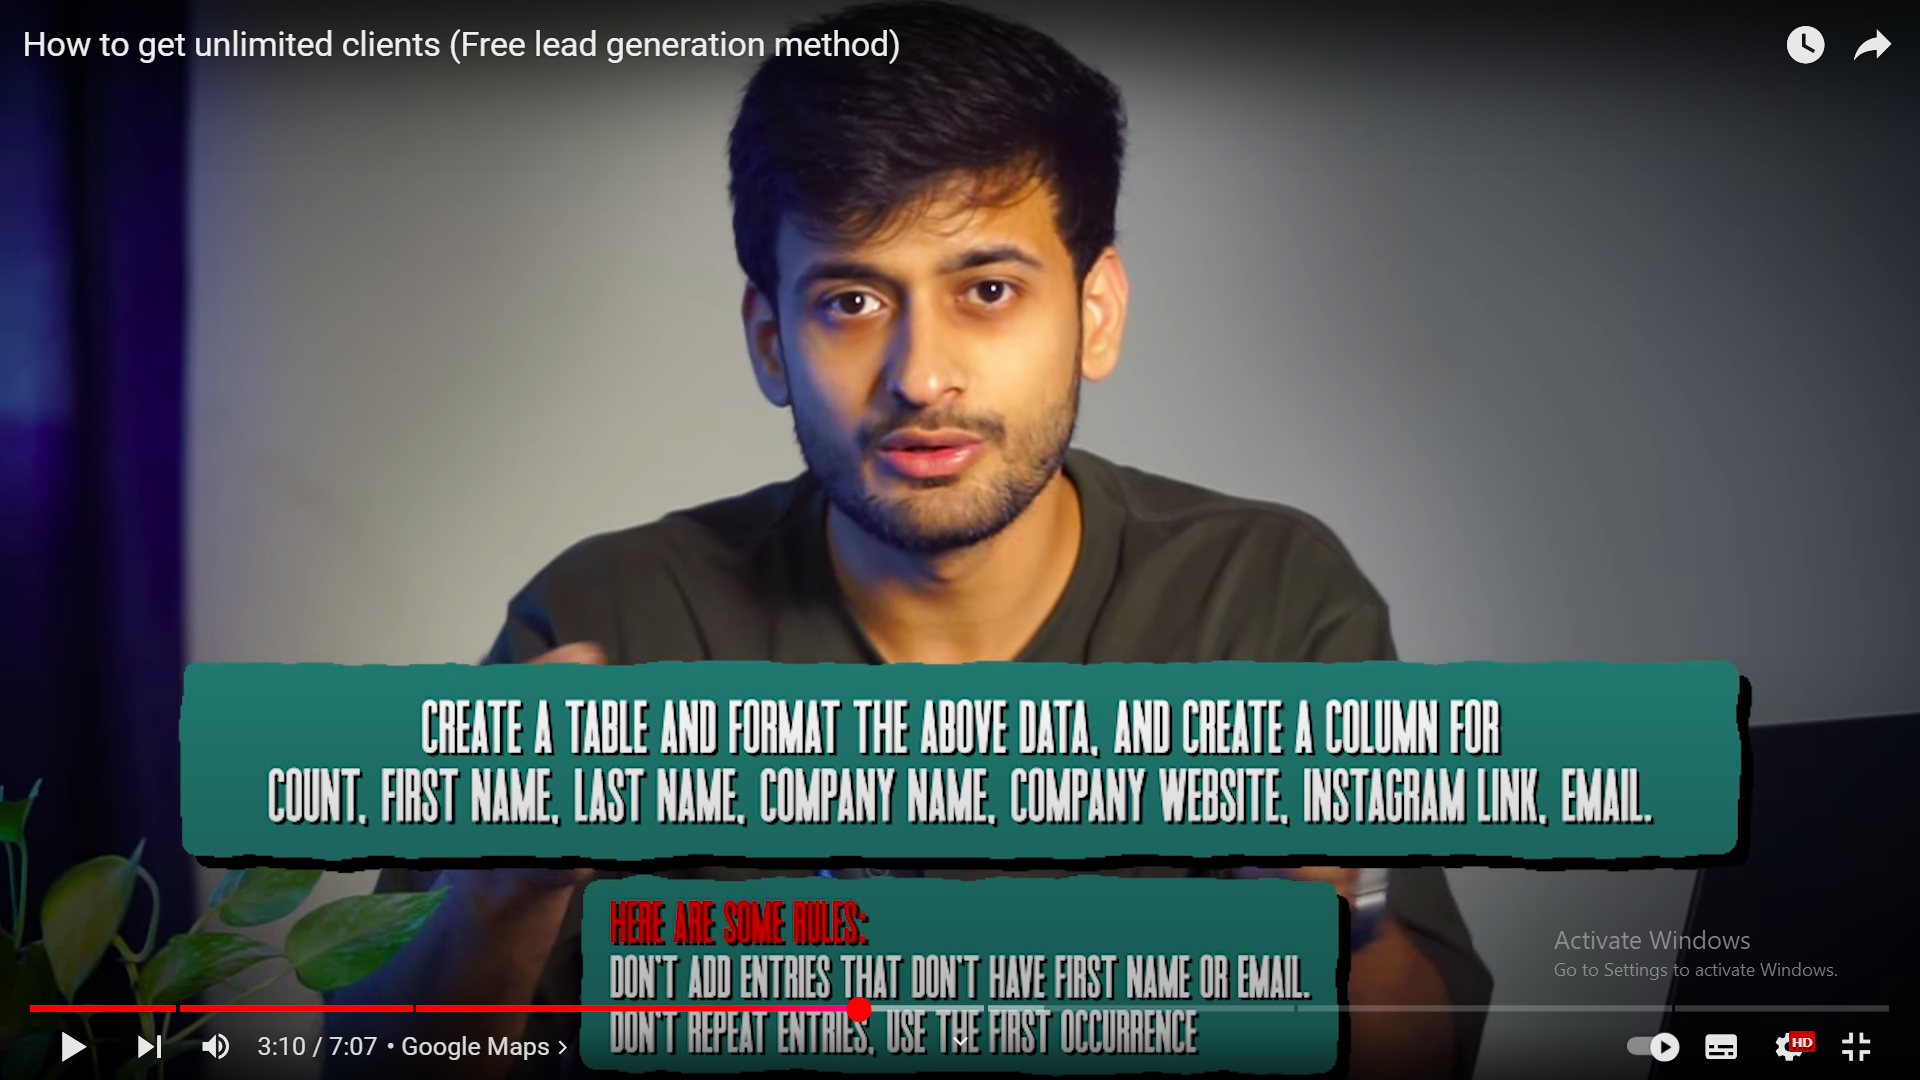 How to get unlimited clients (Free lead generation method)
CREATE A TABLE AND FORMAT THE ABOVE DATA, AND CREATE A COLUMN FOR
COUNT, FIRST NAME, LAST NAME, COMPANY NAME, COMPANY WEBSITE, INSTAGRAM LINK, EMAIL.
HERE ARE SOME RULES:
DON'T ADD ENTRIES THAT DON'T HAVE FIRST NAME OR EMAIL.
DON'T REPEAT ENTRIES, USE THE FIRST OCCURRENCE
Activate Windows
Go to Settings to activate Windows.
3:10 / 7:07 • Google Maps
HD